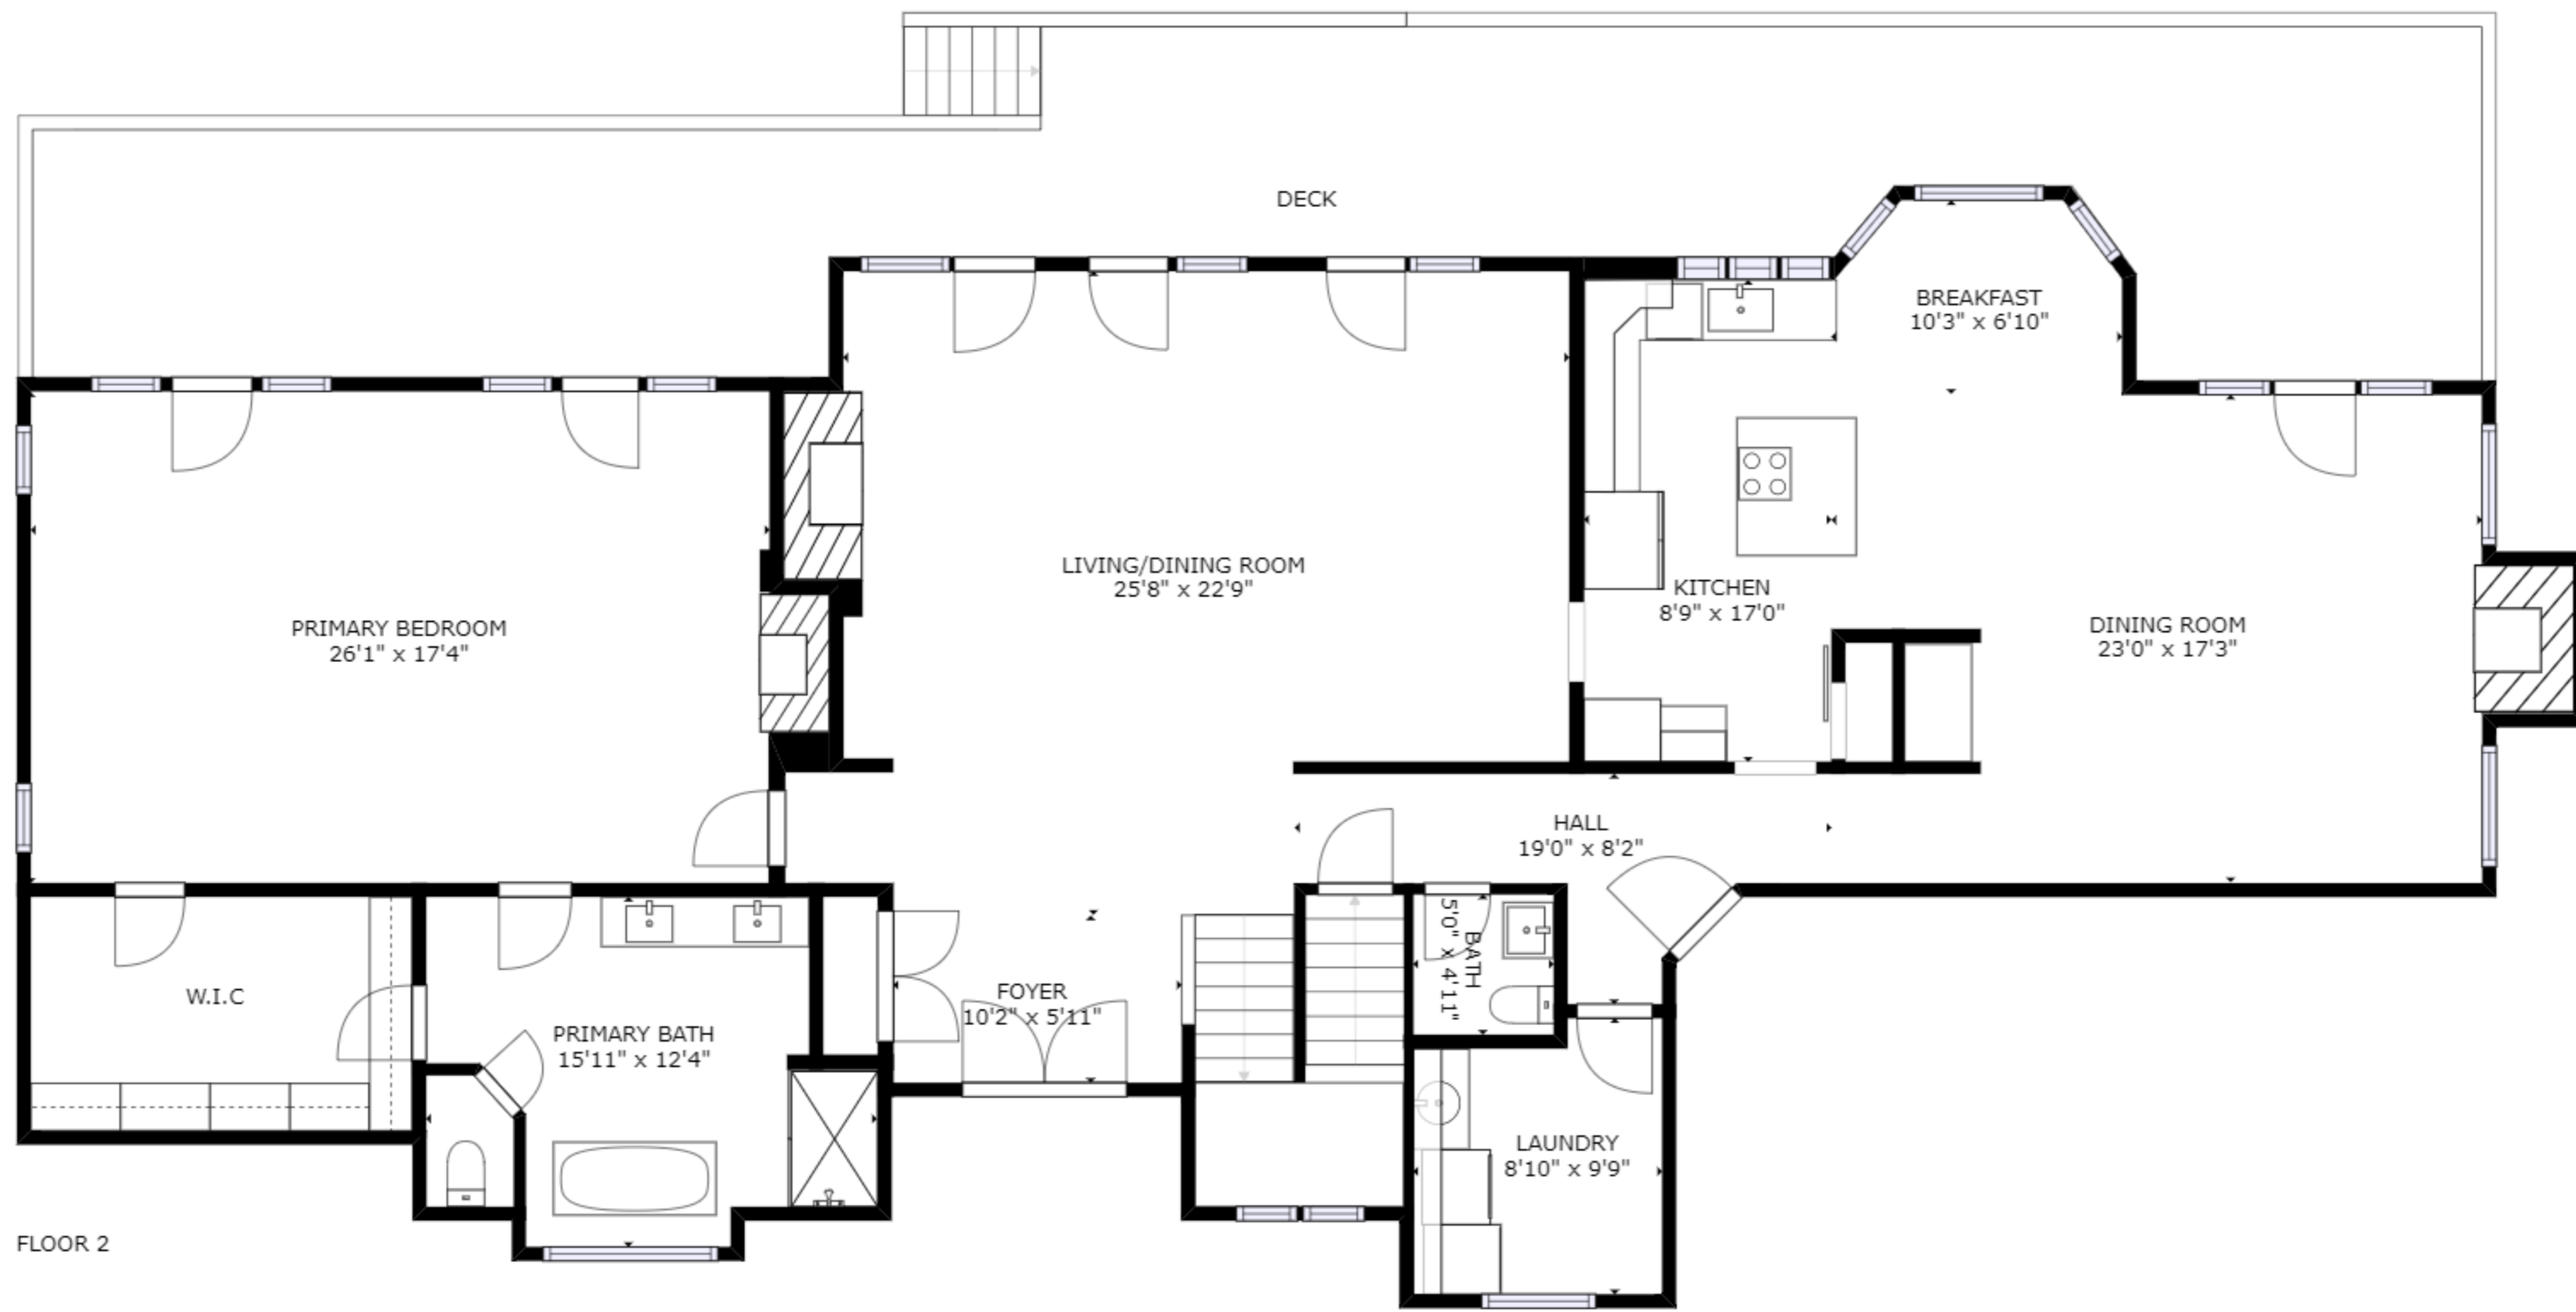 DECK
BREAKFAST
10'3" x 6'10"
LIVING/DINING ROOM
25'8" x 22'9"
KITCHEN
8'9" x 17'0"
PRIMARY BEDROOM
26'1" x 17'4"
DINING ROOM
23'0" x 17'3"
HALL
19'0" x 8'2"
W.I.C
FOYER
10'2" x 5'11"
BATH
5'0" x 4'11"
PRIMARY BATH
15'11" x 12'4"
LAUNDRY
8'10" x 9'9"
FLOOR 2